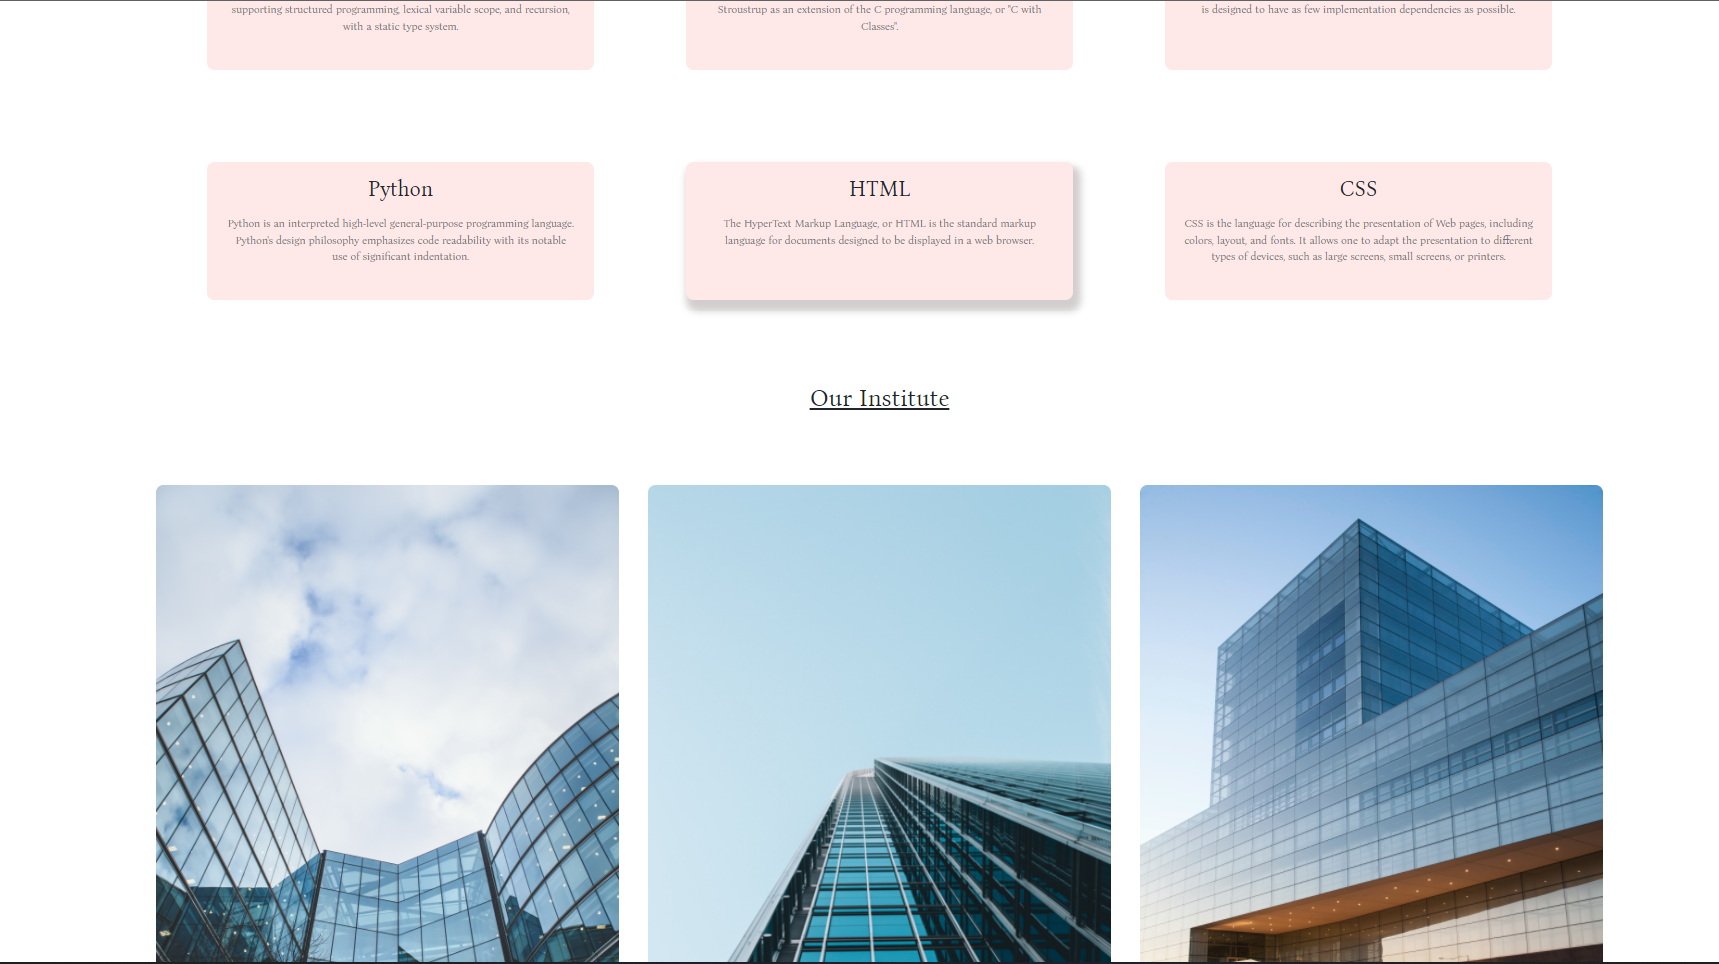 supporting structured programming, lexical variable scope, and recursion,
with a static type system.
Stroustrup as an extension of the C programming language, or "C with
Classes".
is designed to have as few implementation dependencies as possible.
Python
Python is an interpreted high-level general-purpose programming language.
Python's design philosophy emphasizes code readability with its notable
use of significant indentation.
HTML
The HyperText Markup Language, or HTML is the standard markup
language for documents designed to be displayed in a web browser.
CSS
CSS is the language for describing the presentation of Web pages, including
colors, layout, and fonts. It allows one to adapt the presentation to different
types of devices, such as large screens, small screens, or printers.
Our Institute